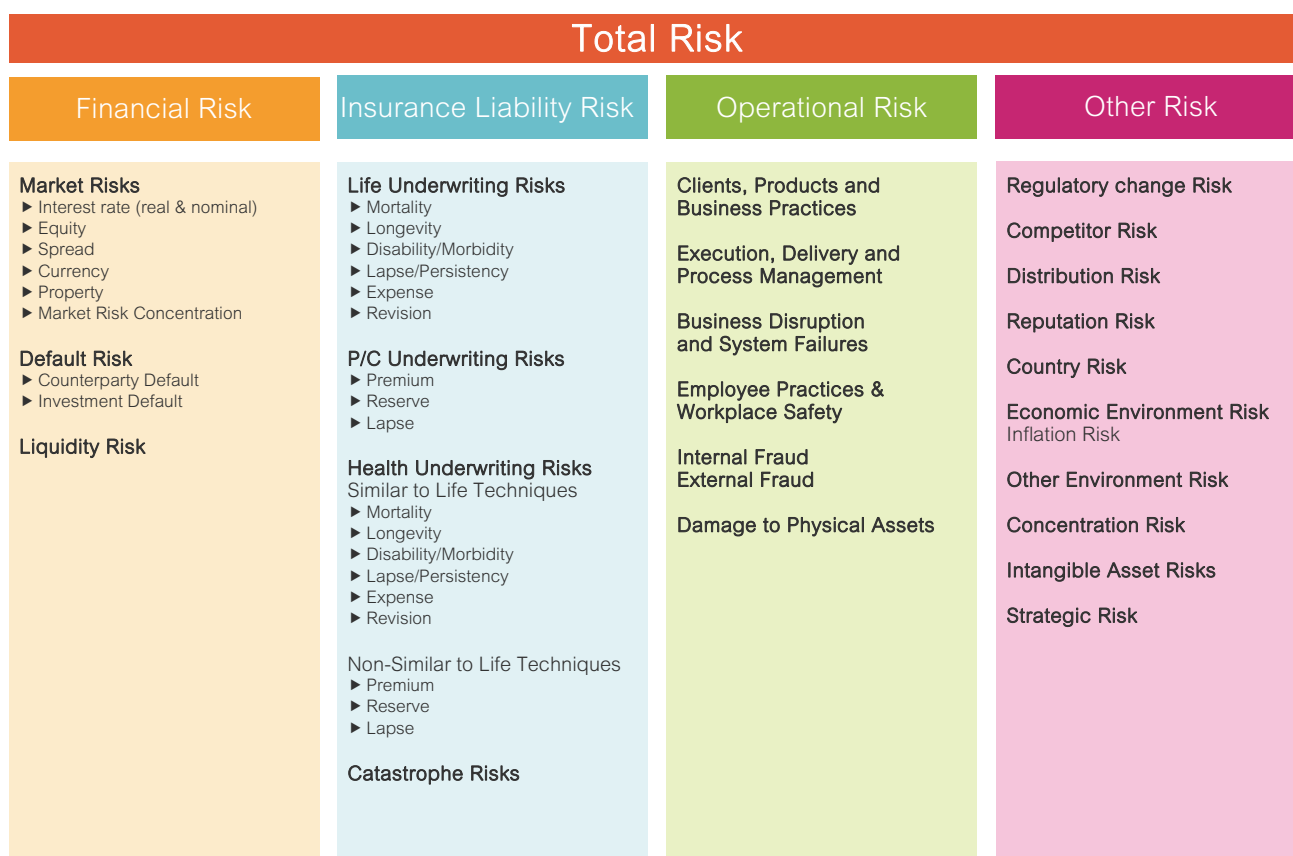 Total Risk
Financial Risk
Market Risks
▶ Interest rate (real & nominal)
▶ Equity
▶ Spread
▶ Currency
▶ Property
▶ Market Risk Concentration
Default Risk
▶ Counterparty Default
▶ Investment Default
Liquidity Risk
Insurance Liability Risk
Life Underwriting Risks
▶ Mortality
▶ Longevity
▶ Disability/Morbidity
▶ Lapse/Persistency
▶ Expense
▶ Revision
P/C Underwriting Risks
▶ Premium
▶ Reserve
▶ Lapse
Health Underwriting Risks
Similar to Life Techniques
▶ Mortality
▶ Longevity
▶ Disability/Morbidity
▶ Lapse/Persistency
▶ Expense
▶ Revision
Non-Similar to Life Techniques
▶ Premium
▶ Reserve
▶ Lapse
Catastrophe Risks
Operational Risk
Clients, Products and
Business Practices
Execution, Delivery and
Process Management
Business Disruption
and System Failures
Employee Practices &
Workplace Safety
Internal Fraud
External Fraud
Damage to Physical Assets
Other Risk
Regulatory change Risk
Competitor Risk
Distribution Risk
Reputation Risk
Country Risk
Economic Environment Risk
Inflation Risk
Other Environment Risk
Concentration Risk
Intangible Asset Risks
Strategic Risk